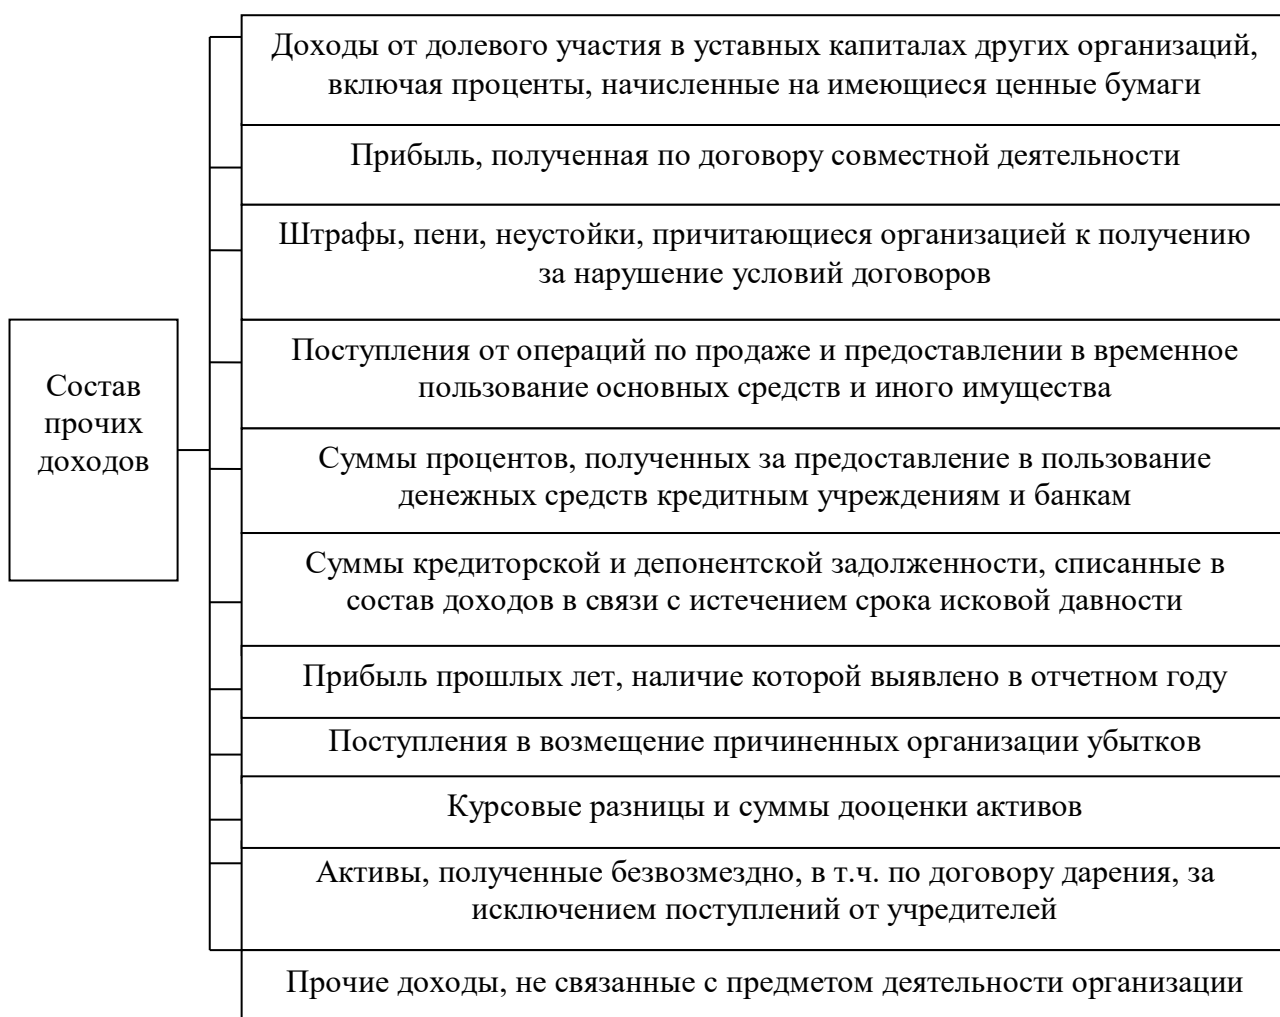 Доходы от долевого участия в уставных капиталах других организаций,
включая проценты, начисленные на имеющиеся ценные бумаги
Прибыль, полученная по договору совместной деятельности
Штрафы, пени, неустойки, причитающиеся организацией к получению
за нарушение условий договоров
Поступления от операций по продаже и предоставлении в временное
пользование основных средств и иного имущества
Состав
прочих
доходов
Суммы процентов, полученных за предоставление в пользование
денежных средств кредитным учреждениям и банкам
Суммы кредиторской и депонентской задолженности, списанные в
состав доходов в связи с истечением срока исковой давности
Прибыль прошлых лет, наличие которой выявлено в отчетном году
Поступления в возмещение причиненных организации убытков
Курсовые разницы и суммы дооценки активов
Активы, полученные безвозмездно, в т.ч. по договору дарения, за
исключением поступлений от учредителей
Прочие доходы, не связанные с предметом деятельности организации